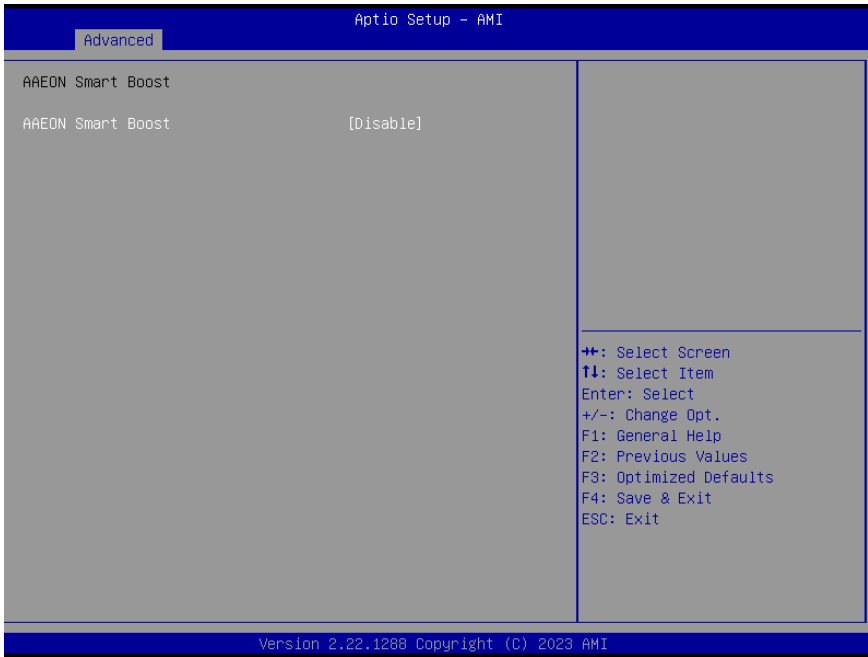 Aptio Setup – AMI
Advanced
AAEON Smart Boost
AAEON Smart Boost [Disable]
→←: Select Screen
↑↓: Select Item
Enter: Select
+/-: Change Opt.
F1: General Help
F2: Previous Values
F3: Optimized Defaults
F4: Save & Exit
ESC: Exit
Version 2.22.1288 Copyright (C) 2023 AMI